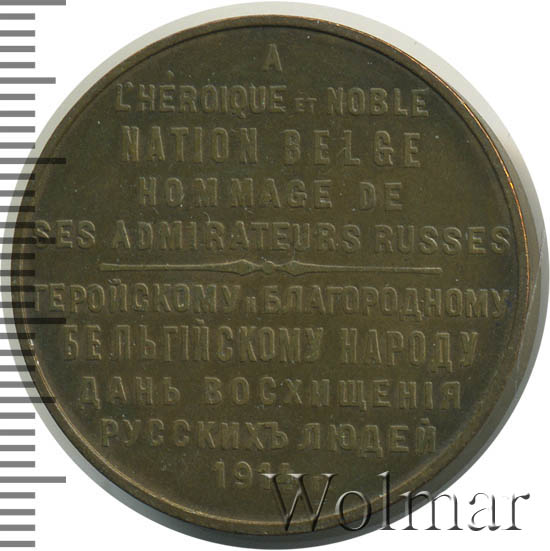 A
L'HÉROIQUE ET NOBLE
NATION BELGE
HOMMAGE DE
SES ADMIRATEURS RUSSES
ГЕРОЙСКОМУ И БЛАГОРОДНОМУ
БЕЛЬГІЙСКОМУ НАРОДУ
ДАНЬ ВОСХИЩЕНІЯ
РУССКИХЪ ЛЮДЕЙ
1914 г.
Wolmar